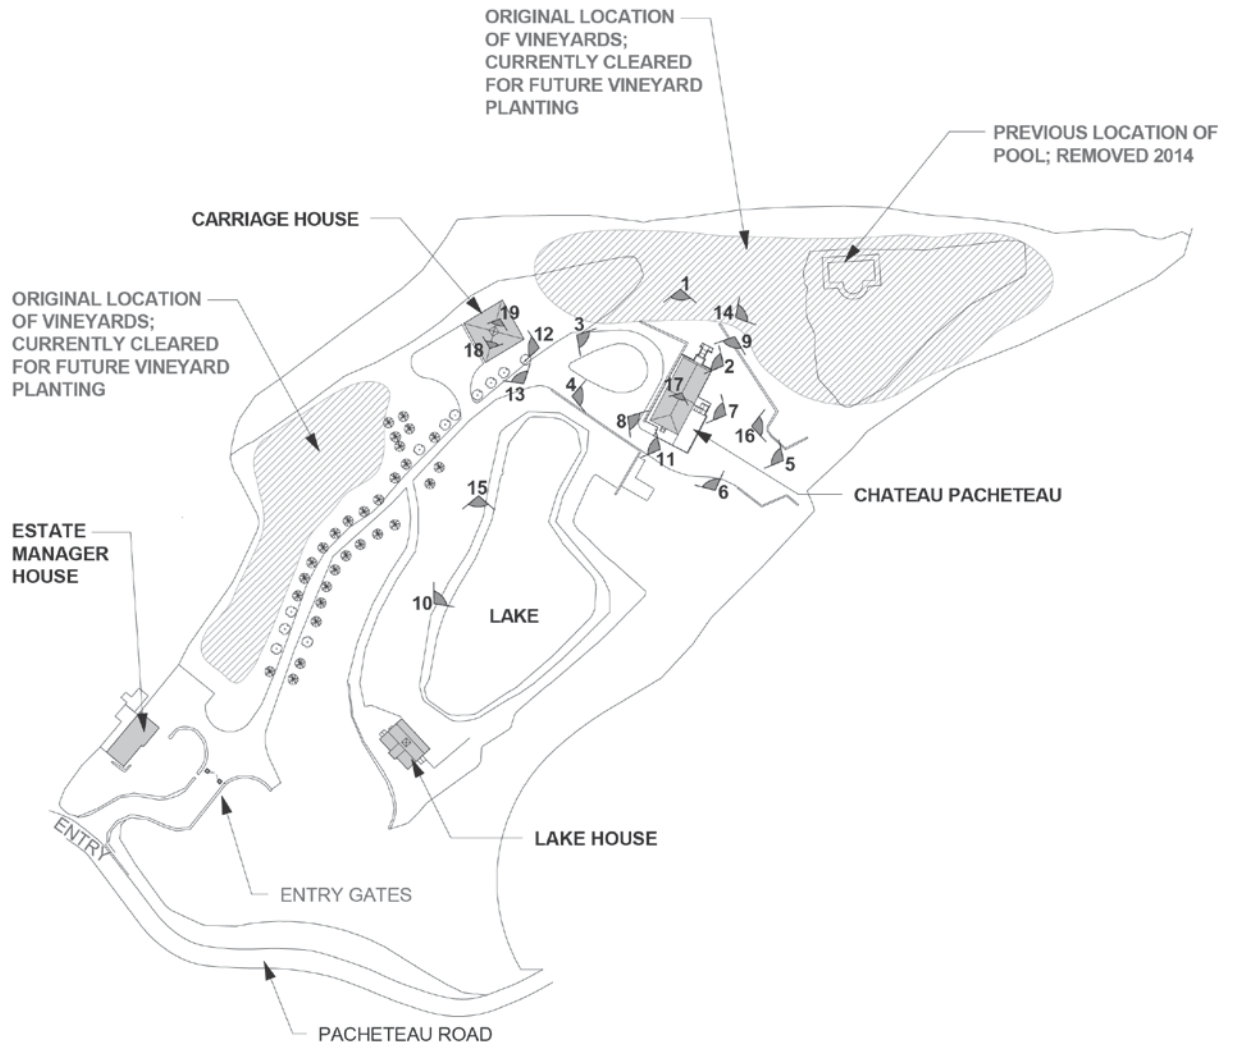 ORIGINAL LOCATION
OF VINEYARDS;
CURRENTLY CLEARED
FOR FUTURE VINEYARD
PLANTING
PREVIOUS LOCATION OF
POOL; REMOVED 2014
CARRIAGE HOUSE
ORIGINAL LOCATION
OF VINEYARDS;
CURRENTLY CLEARED
FOR FUTURE VINEYARD
PLANTING
1
14
19
3
12
9
18
2
13
4
17
7
8
16
11
5
15
6
CHATEAU PACHETEAU
ESTATE
MANAGER
HOUSE
10
LAKE
ENTRY
LAKE HOUSE
ENTRY GATES
PACHETEAU ROAD